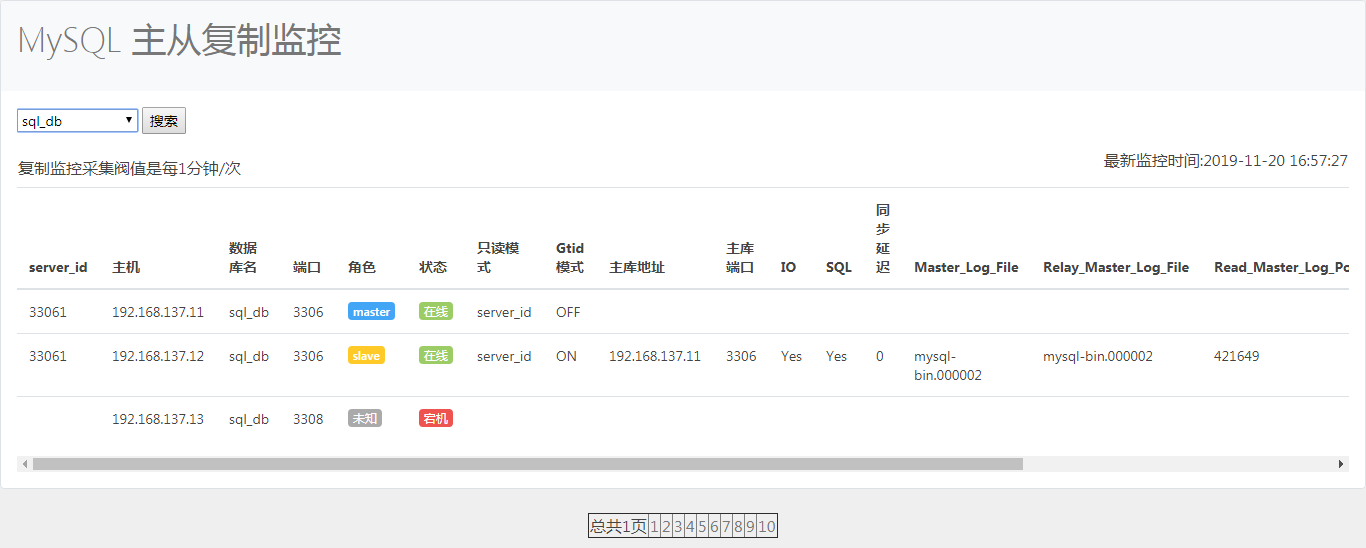 MySQL 主从复制监控
sql_db 搜索
复制监控采集阀值是每1分钟/次
最新监控时间:2019-11-20 16:57:27
server_id 主机 数据库名 端口 角色 状态 只读模式 Gtid模式 主库地址 主库端口 IO SQL 同步延迟 Master_Log_File Relay_Master_Log_File Read_Master_Log_Po
33061 192.168.137.11 sql_db 3306 master 在线 server_id OFF
33061 192.168.137.12 sql_db 3306 slave 在线 server_id ON 192.168.137.11 3306 Yes Yes 0 mysql-bin.000002 mysql-bin.000002 421649
192.168.137.13 sql_db 3308 未知 宕机
总共1页 1 2 3 4 5 6 7 8 9 10